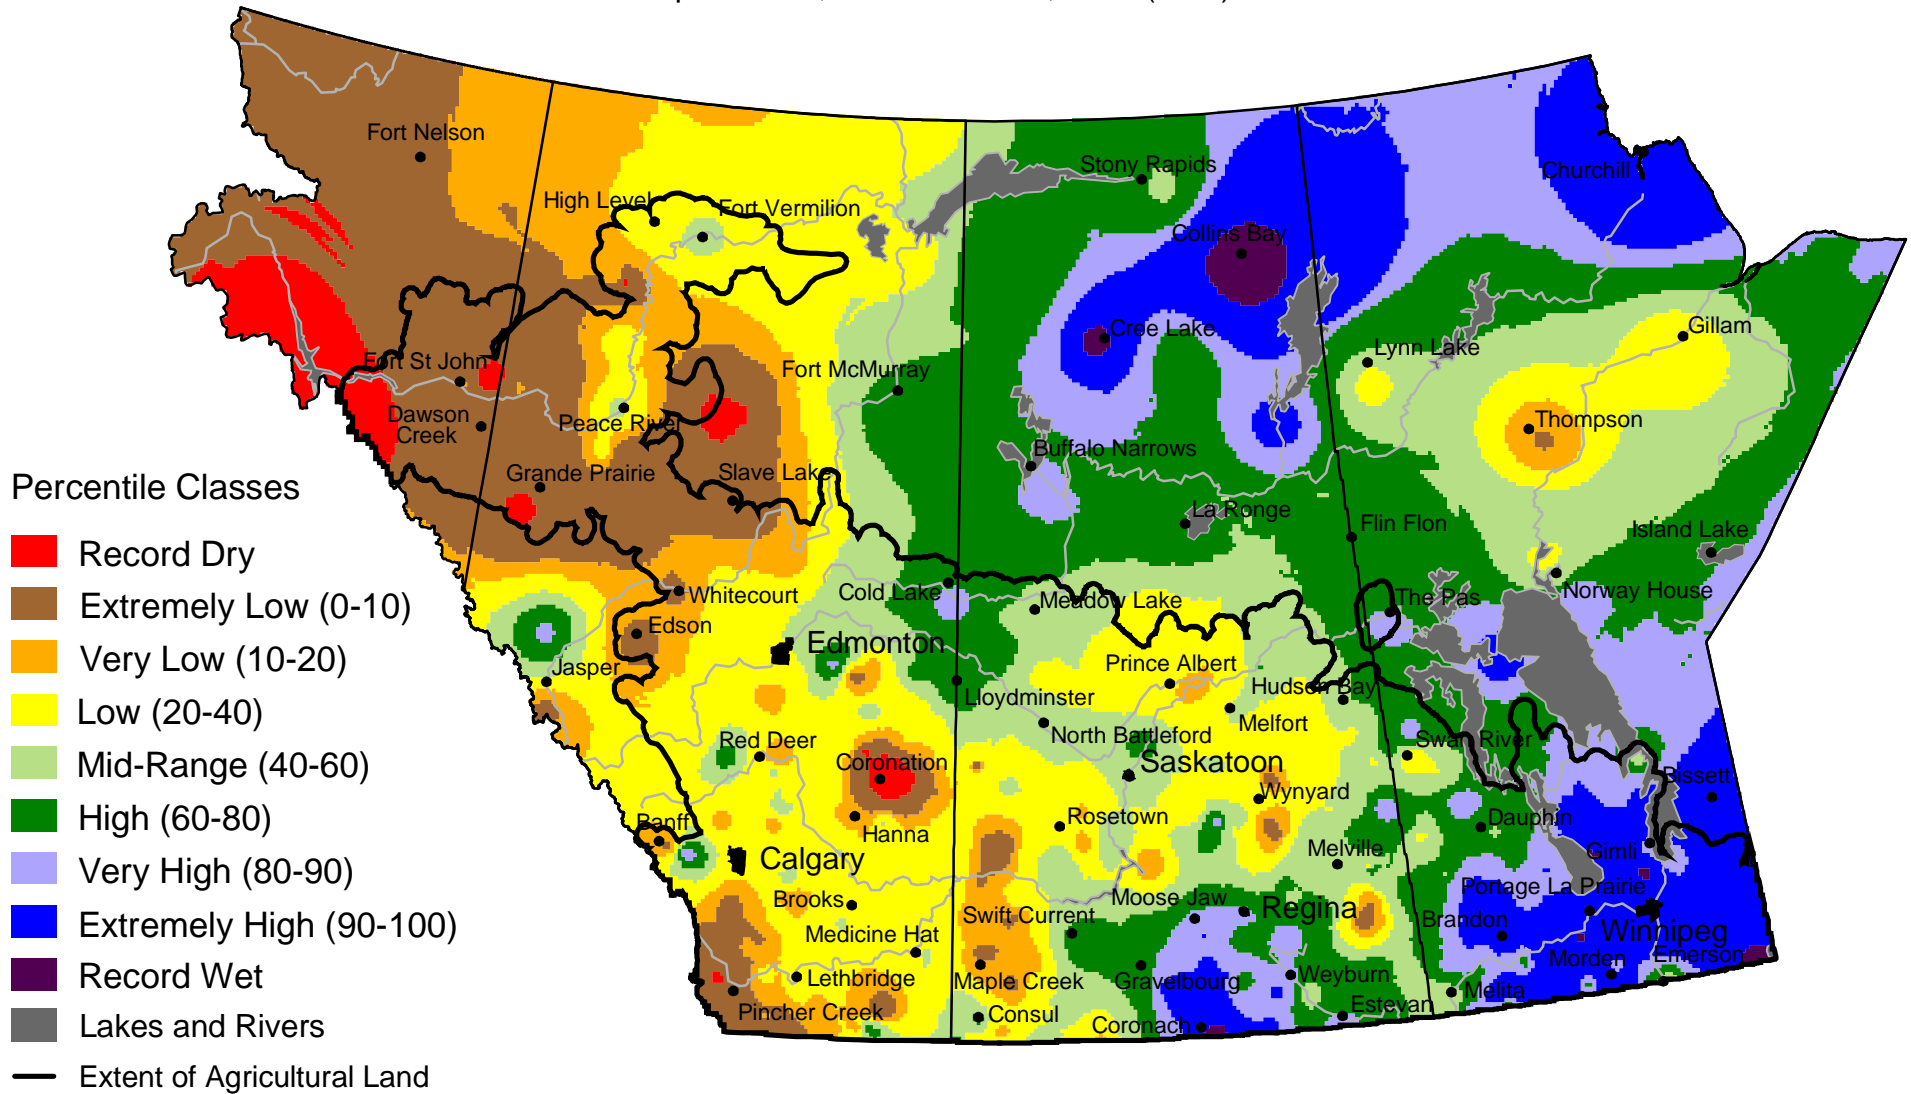 Fort Nelson
Stony Rapids
Churchill
High Level
Fort Vermilion
Collins Bay
Cree Lake
Gillam
Lynn Lake
Fort St John
Fort McMurray
Dawson
Creek
Peace River
Thompson
Buffalo Narrows
Grande Prairie
Slave Lake
La Ronge
Flin Flon
Island Lake
Percentile Classes
Record Dry
Extremely Low (0-10)
Very Low (10-20)
Low (20-40)
Mid-Range (40-60)
High (60-80)
Very High (80-90)
Extremely High (90-100)
Record Wet
Lakes and Rivers
Extent of Agricultural Land
Whitecourt
Cold Lake
Meadow Lake
The Pas
Norway House
Edson
Edmonton
Jasper
Prince Albert
Lloydminster
Hudson Bay
Melfort
North Battleford
Red Deer
Swan River
Coronation
Saskatoon
Bissett
Wynyard
Banff
Hanna
Rosetown
Dauphin
Calgary
Melville
Gimli
Brooks
Moose Jaw
Portage La Prairie
Swift Current
Regina
Brandon
Medicine Hat
Winnipeg
Lethbridge
Maple Creek
Gravelbourg
Weyburn
Morden
Emerson
Pincher Creek
Consul
Coronach
Estevan
Melita